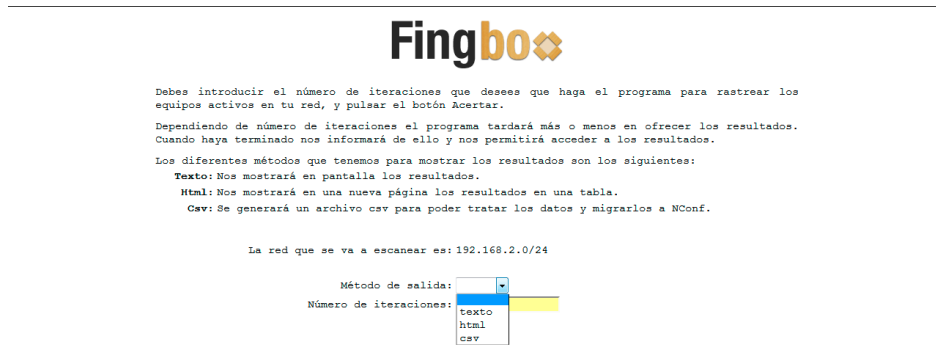 Fingbox
Debes introducir el número de iteraciones que desees que haga el programa para rastrear los
equipos activos en tu red, y pulsar el botón Acertar.
Dependiendo de número de iteraciones el programa tardará más o menos en ofrecer los resultados.
Cuando haya terminado nos informará de ello y nos permitirá acceder a los resultados.
Los diferentes métodos que tenemos para mostrar los resultados son los siguientes:
Texto: Nos mostrará en pantalla los resultados.
Html: Nos mostrará en una nueva página los resultados en una tabla.
Csv: Se generará un archivo csv para poder tratar los datos y migrarlos a NConf.
La red que se va a escanear es: 192.168.2.0/24
Método de salida:
Número de iteraciones:
texto
html
csv